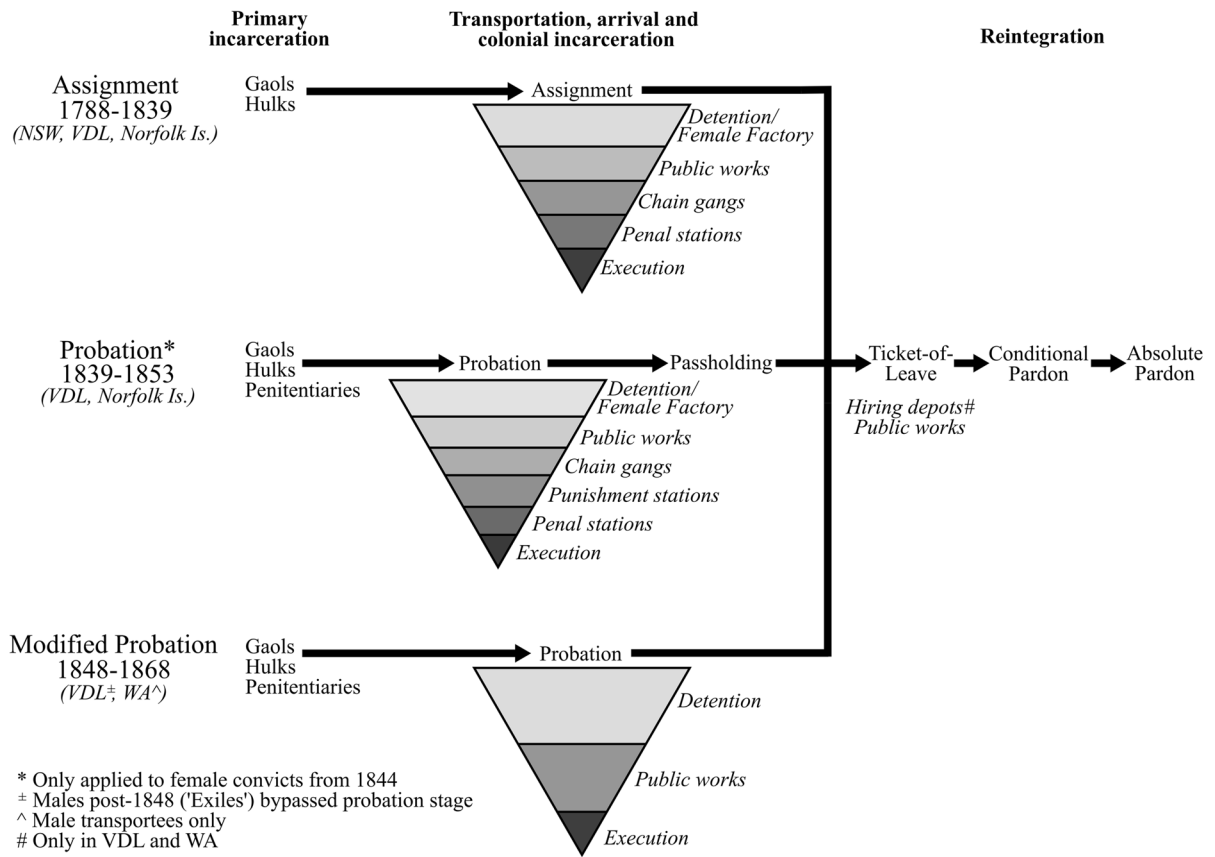 Primary
incarceration
Transportation, arrival and
colonial incarceration
Reintegration
Assignment
1788-1839
(NSW, VDL, Norfolk Is.)
Gaols
Hulks
Assignment
Detention/
Female Factory
Public works
Chain gangs
Penal stations
Execution
Probation*
1839-1853
(VDL, Norfolk Is.)
Gaols
Hulks
Penitentiaries
Probation
Passholding
Detention/
Female Factory
Public works
Chain gangs
Punishment stations
Penal stations
Execution
Ticket-of-
Leave
Hiring depots#
Public works
Conditional
Pardon
Absolute
Pardon
Modified Probation
1848-1868
(VDL±, WA^)
Gaols
Hulks
Penitentiaries
Probation
Detention
Public works
Execution
* Only applied to female convicts from 1844
± Males post-1848 ('Exiles') bypassed probation stage
^ Male transportees only
# Only in VDL and WA